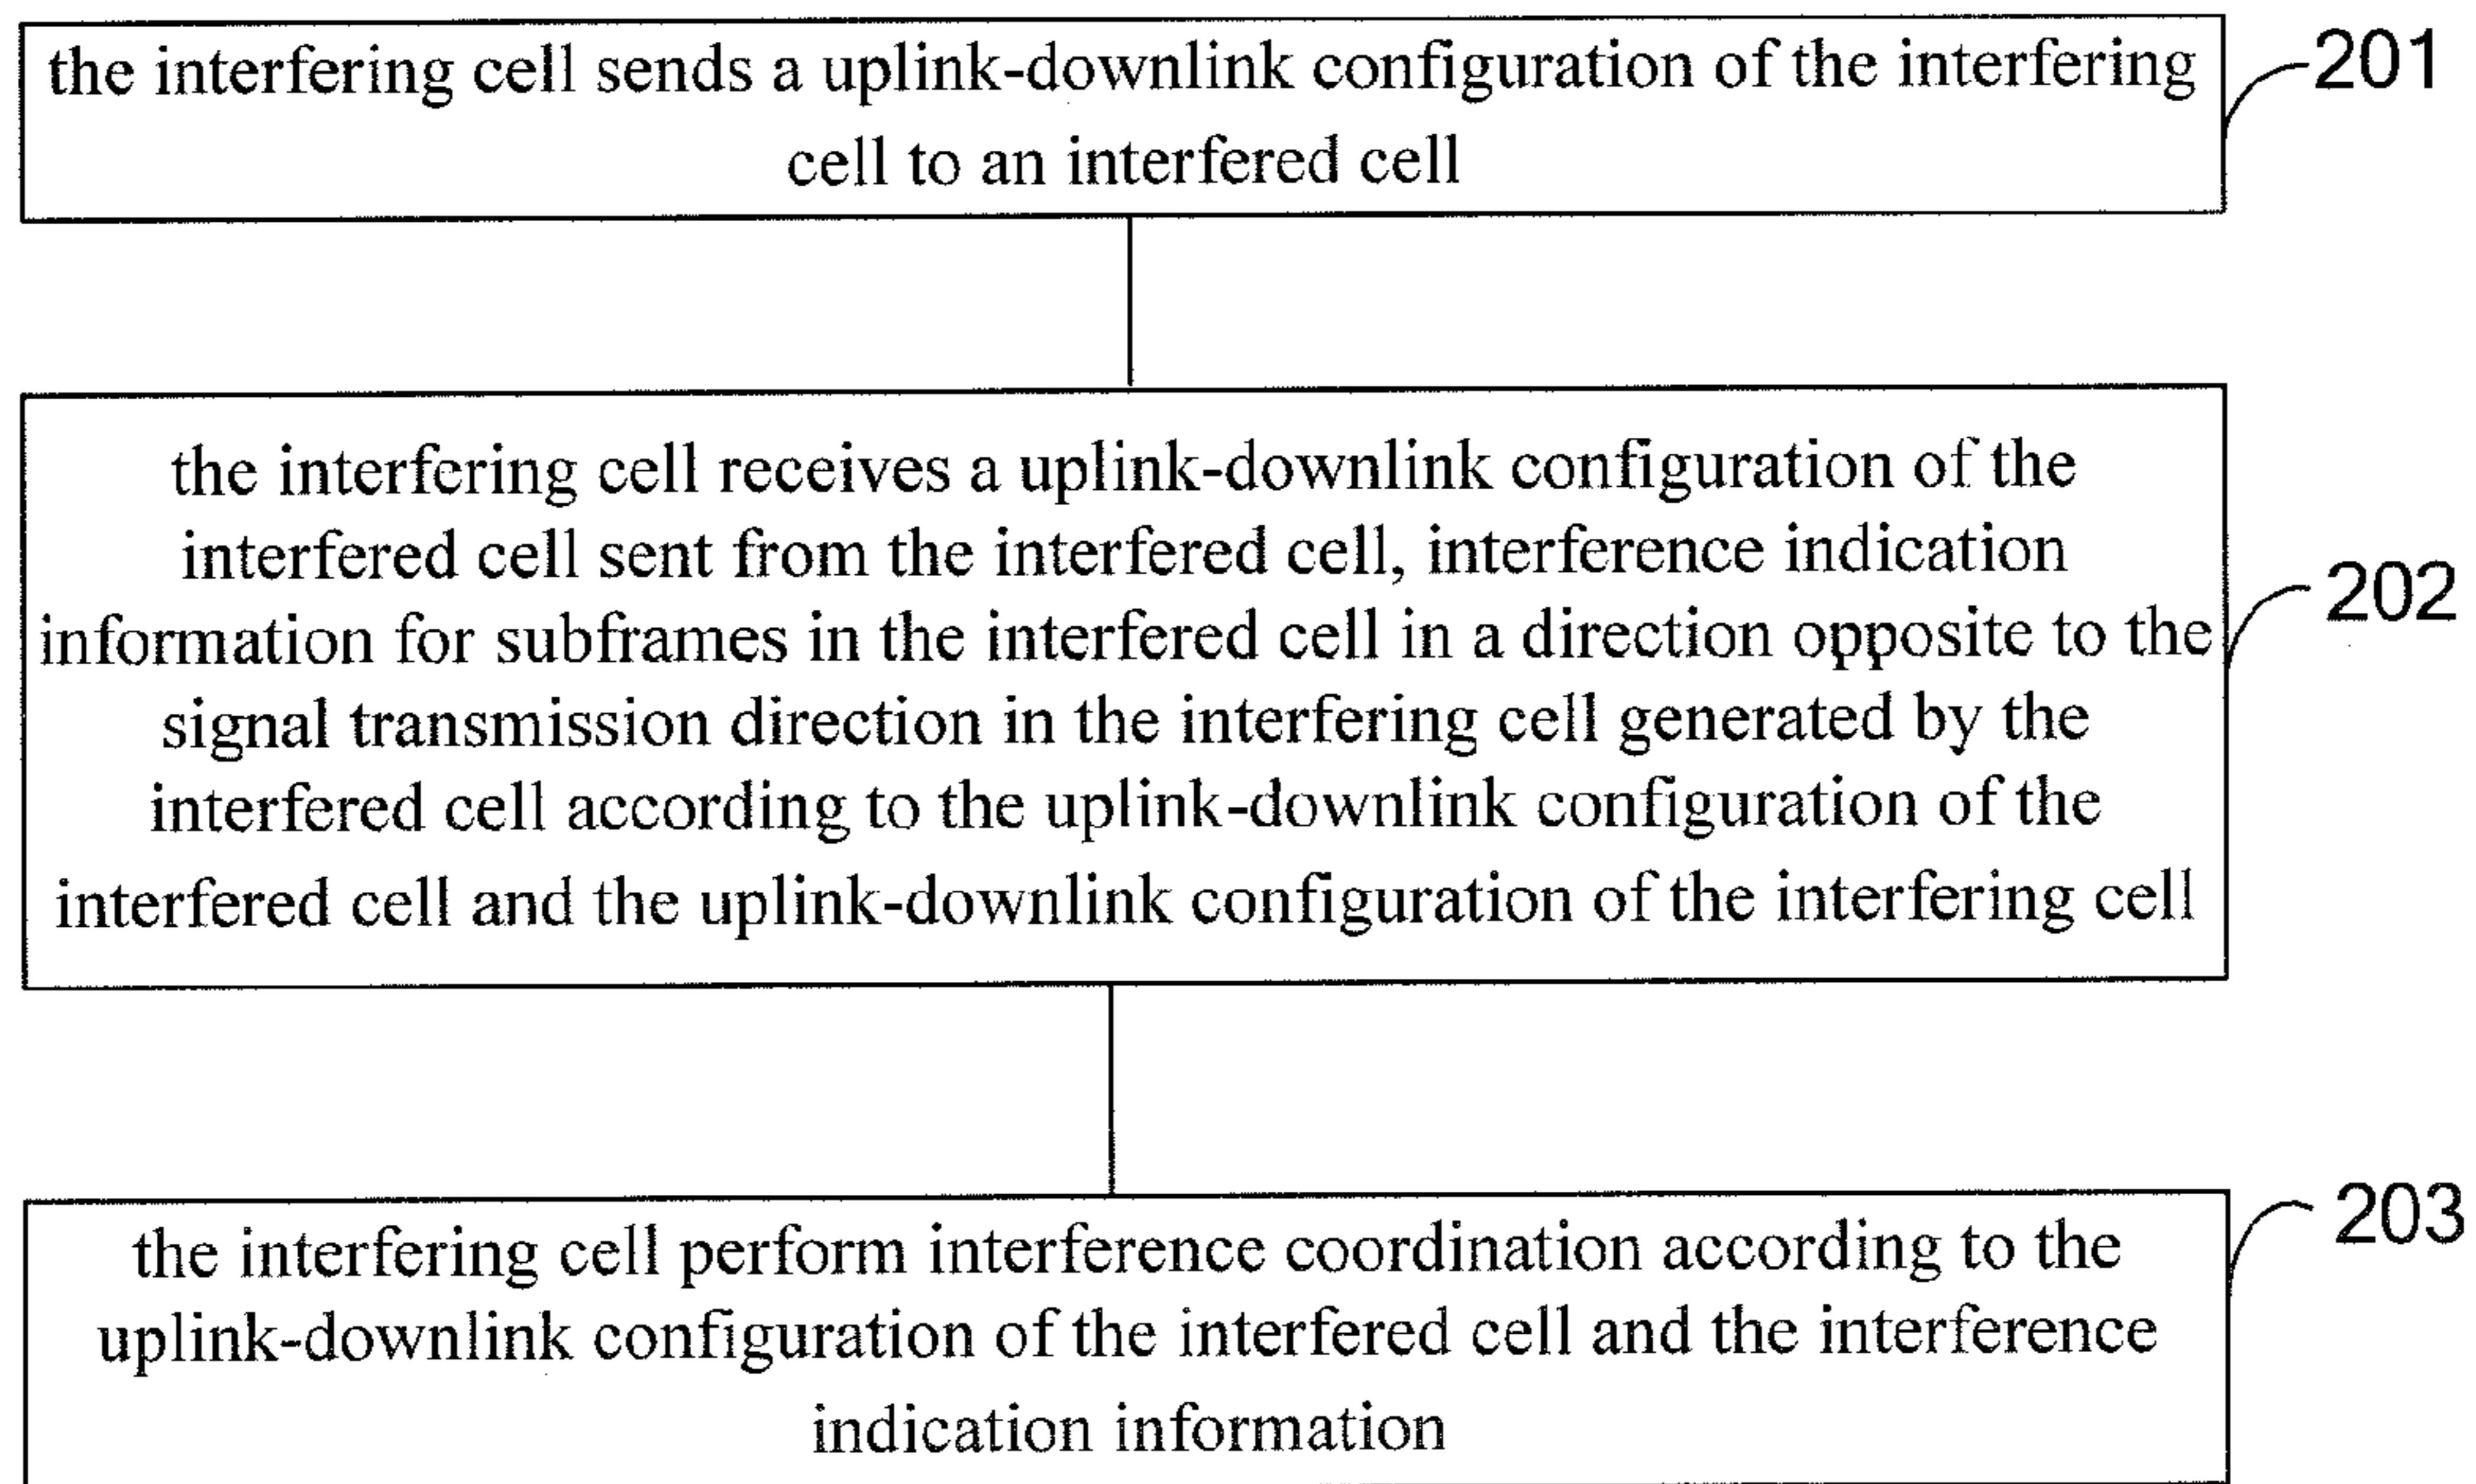 the interfering cell sends a uplink-downlink configuration of the interfering
cell to an interfered cell
201
the interfering cell receives a uplink-downlink configuration of the
interfered cell sent from the interfered cell, interference indication
information for subframes in the interfered cell in a direction opposite to the
signal transmission direction in the interfering cell generated by the
interfered cell according to the uplink-downlink configuration of the
interfered cell and the uplink-downlink configuration of the interfering cell
202
the interfering cell perform interference coordination according to the
uplink-downlink configuration of the interfered cell and the interference
indication information
203